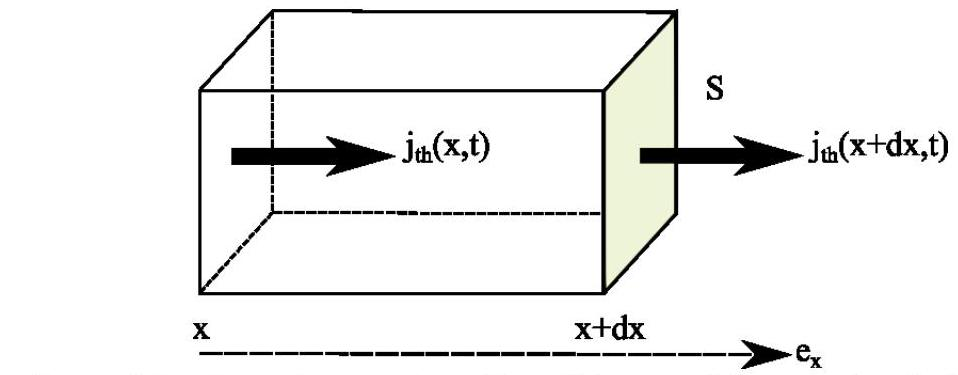 S
jth(x,t)
jth(x+dx,t)
x
x+dx
ex